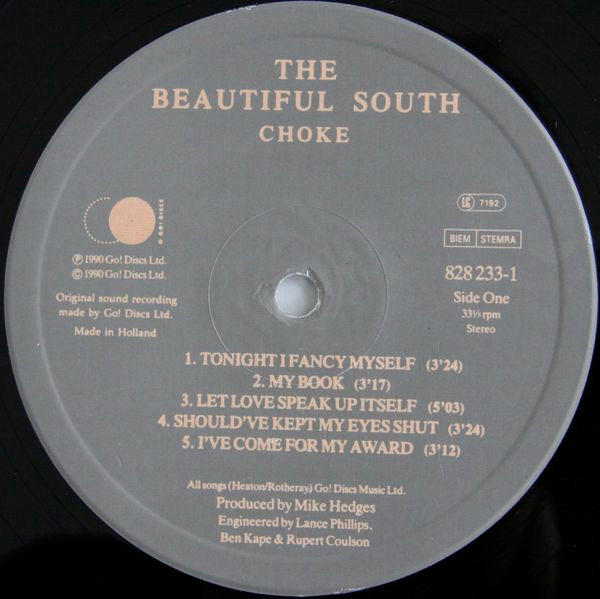 THE
BEAUTIFUL SOUTH
CHOKE
© GO! DISCS
LC 7192
BIEM STEMRA
℗ 1990 Go! Discs Ltd.
© 1990 Go! Discs Ltd.
Original sound recording
made by Go! Discs Ltd.
Made in Holland
828 233-1
Side One
33⅓ rpm
Stereo
1. TONIGHT I FANCY MYSELF (3'24)
2. MY BOOK (3'17)
3. LET LOVE SPEAK UP ITSELF (5'03)
4. SHOULD'VE KEPT MY EYES SHUT (3'24)
5. I'VE COME FOR MY AWARD (3'12)
All songs (Heaton/Rotheray) Go! Discs Music Ltd.
Produced by Mike Hedges
Engineered by Lance Phillips,
Ben Kape & Rupert Coulson